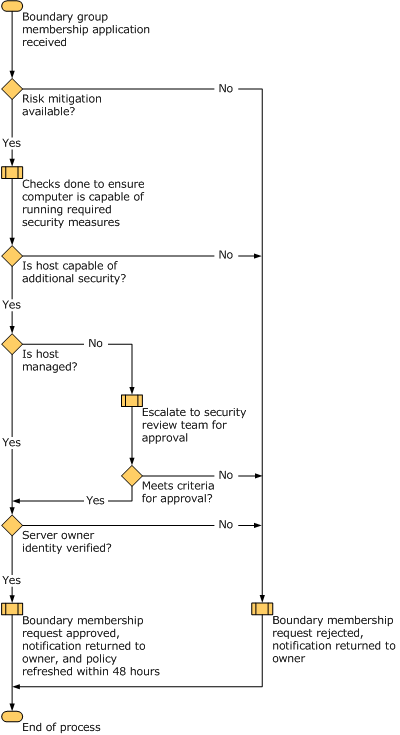 Boundary group
membership application
received
No
Risk mitigation
available?
Yes
Checks done to ensure
computer is capable of
running required
security measures
No
Is host capable of
additional security?
Yes
No
Is host
managed?
Escalate to security
review team for
approval
Yes
No
Meets criteria
for approval?
Yes
No
Server owner
identity verified?
Yes
Boundary membership
request approved,
notification returned to
owner, and policy
refreshed within 48 hours
Boundary membership
request rejected,
notification returned to
owner
End of process